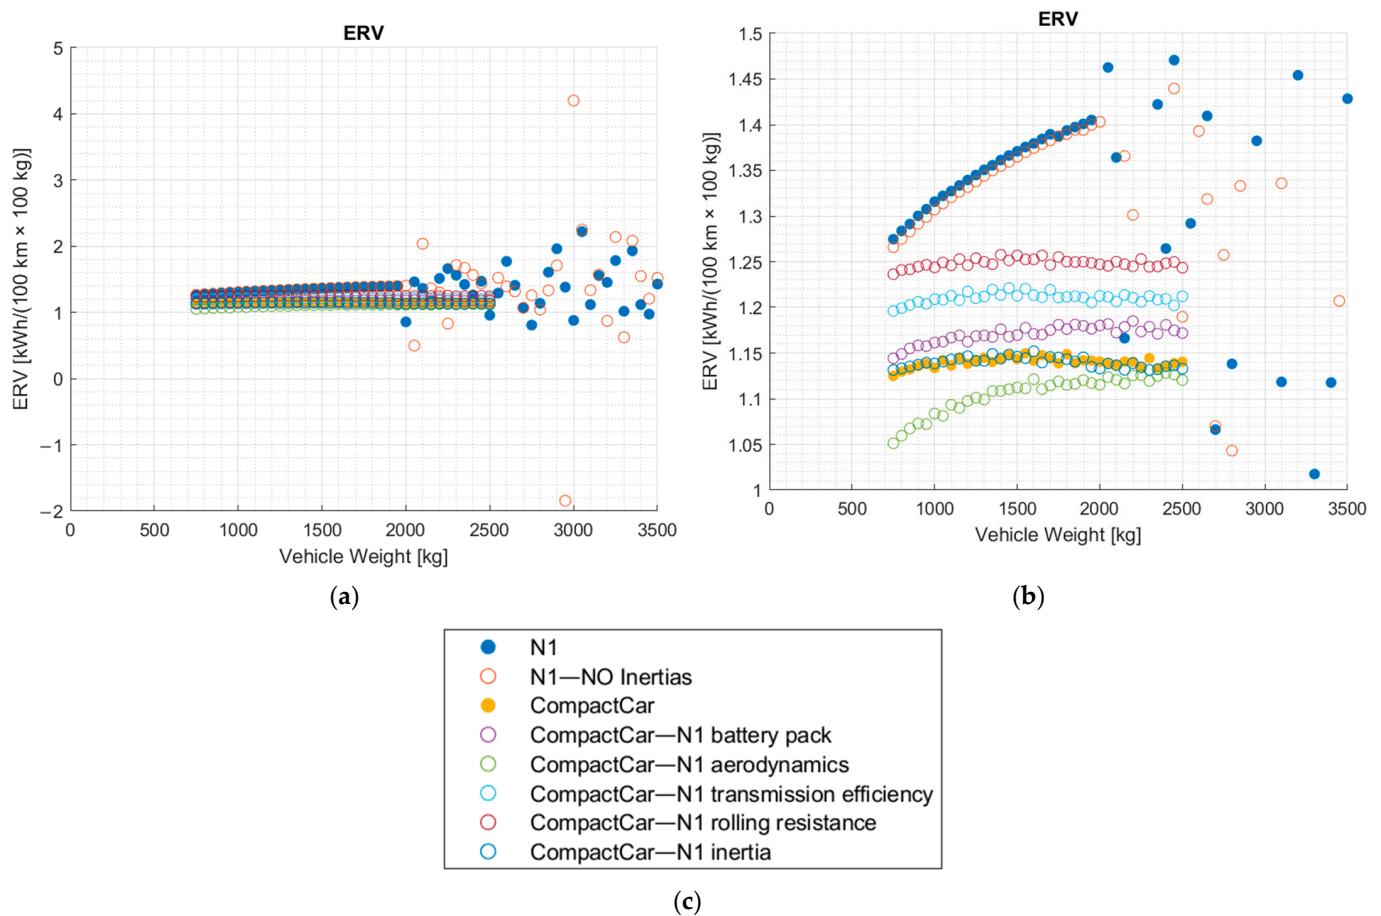 ERV
5
4
3
2
1
0
−1
−2
ERV [kWh/(100 km × 100 kg)]
0 500 1000 1500 2000 2500 3000 3500
Vehicle Weight [kg]
(a)
ERV
1.5
1.45
1.4
1.35
1.3
1.25
1.2
1.15
1.1
1.05
1
ERV [kWh/(100 km × 100 kg)]
0 500 1000 1500 2000 2500 3000 3500
Vehicle Weight [kg]
(b)
N1
N1—NO Inertias
CompactCar
CompactCar—N1 battery pack
CompactCar—N1 aerodynamics
CompactCar—N1 transmission efficiency
CompactCar—N1 rolling resistance
CompactCar—N1 inertia
(c)